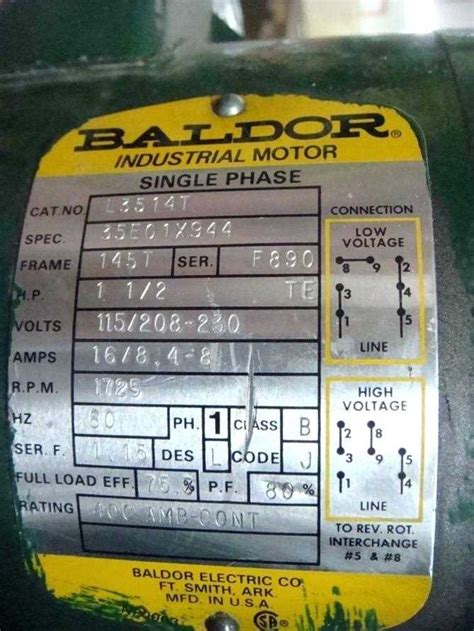 BALDOR®
INDUSTRIAL MOTOR
SINGLE PHASE
CAT.NO. L3514T
SPEC. 35E01X944
FRAME 145T SER. F890
H.P. 1 1/2 TE
VOLTS 115/208-230
AMPS 16/8.4-8
R.P.M. 1725
HZ 60 PH. 1 CLASS B
SER. F. 1.15 DES L CODE J
FULL LOAD EFF. 75 % P.F. 80 %
RATING 40C AMB-CONT
CONNECTION
LOW
VOLTAGE
8 9 2
3 4
1 5
LINE
HIGH
VOLTAGE
2 8
3 9 5
1 4
LINE
TO REV. ROT.
INTERCHANGE
#5 & #8
BALDOR ELECTRIC CO
FT. SMITH, ARK.
MFD. IN U.S.A.